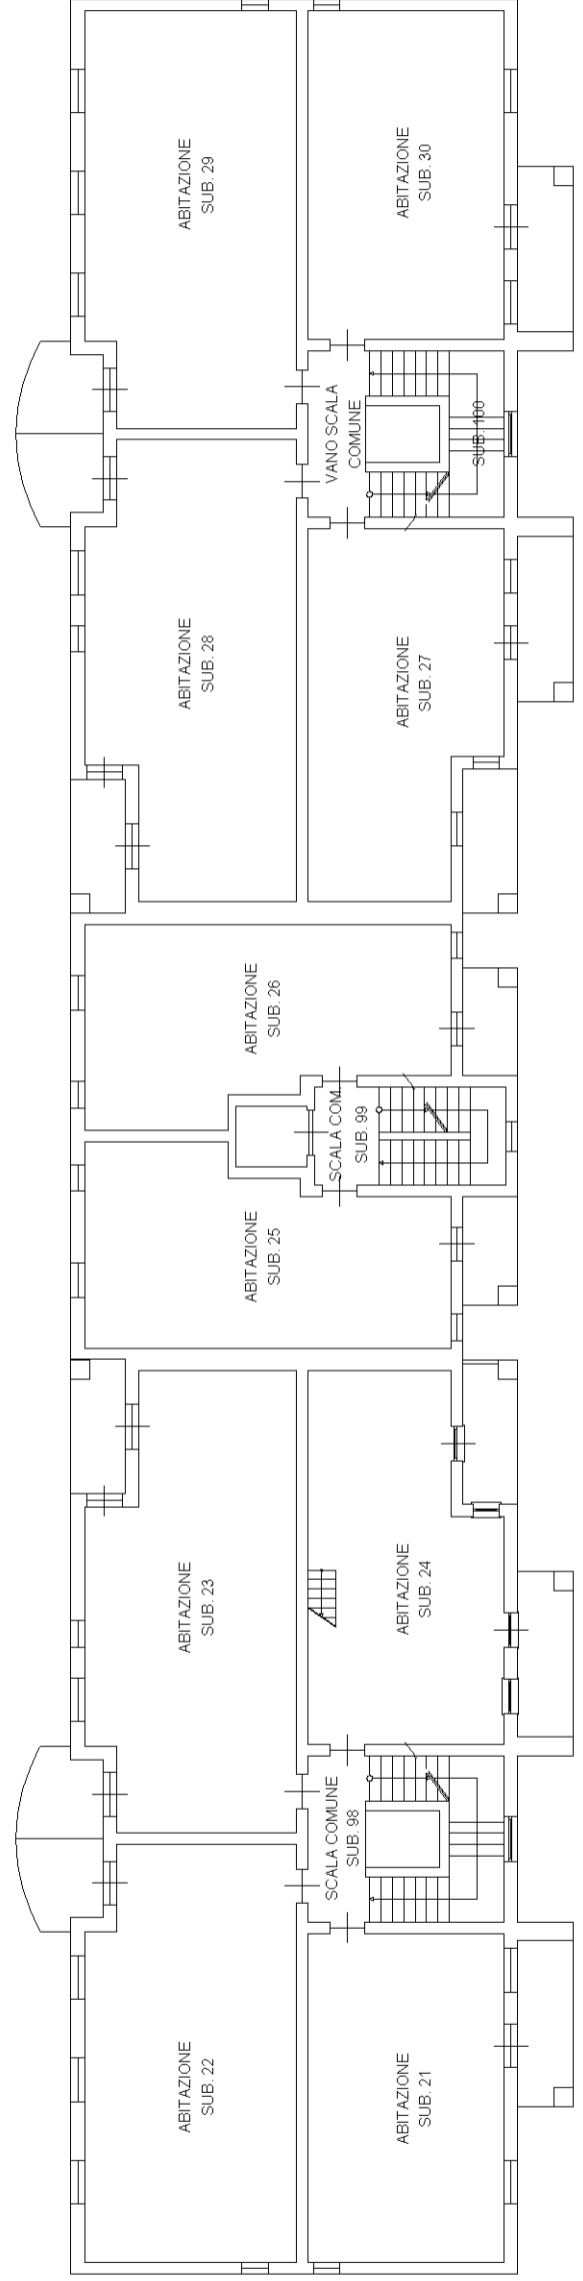 ABITAZIONE
SUB. 29
ABITAZIONE
SUB. 30
VANO SCALA
COMUNE
SUB. 100
ABITAZIONE
SUB. 28
ABITAZIONE
SUB. 27
ABITAZIONE
SUB. 26
SCALA COM.
SUB. 99
ABITAZIONE
SUB. 25
ABITAZIONE
SUB. 23
ABITAZIONE
SUB. 24
SCALA COMUNE
SUB. 98
ABITAZIONE
SUB. 22
ABITAZIONE
SUB. 21